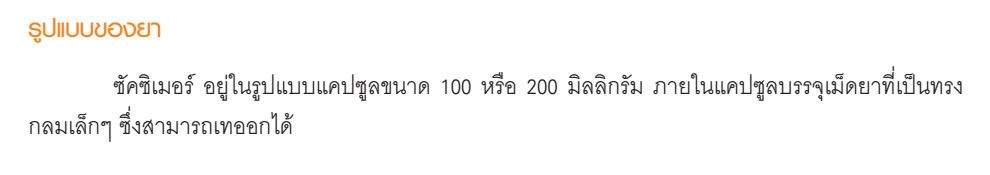 รูปแบบของยา
ซัคซิเมอร์ อยู่ในรูปแบบแคปซูลขนาด 100 หรือ 200 มิลลิกรัม ภายในแคปซูลบรรจุเม็ดยาที่เป็นทรง
กลมเล็กๆ ซึ่งสามารถเทออกได้